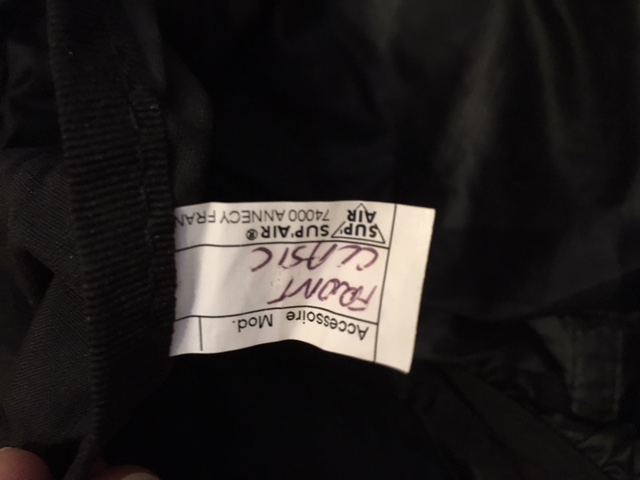 Accessoire Mod.
FRONT
CLASIC
SUP' SUP'AIR®
AIR 74000 ANNECY FRAN